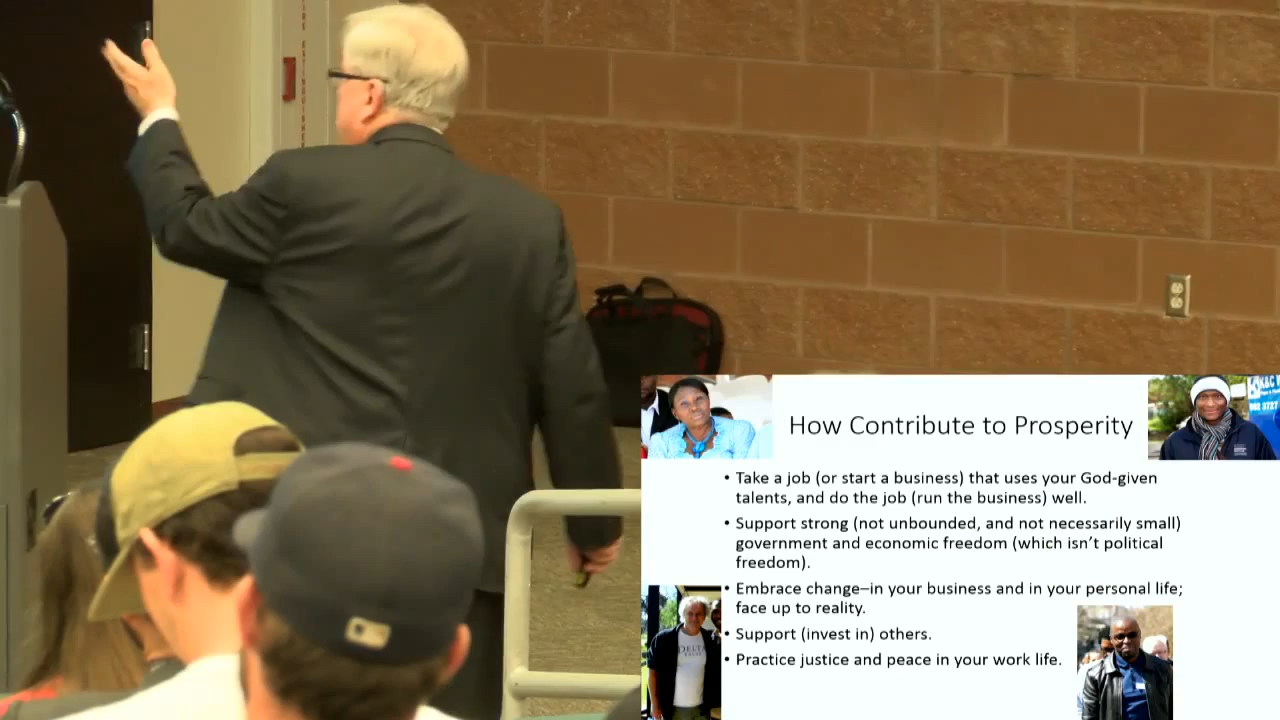 How Contribute to Prosperity
• Take a job (or start a business) that uses your God-given
talents, and do the job (run the business) well.
• Support strong (not unbounded, and not necessarily small)
government and economic freedom (which isn't political
freedom).
• Embrace change–in your business and in your personal life;
face up to reality.
• Support (invest in) others.
• Practice justice and peace in your work life.
K&C
DELTA